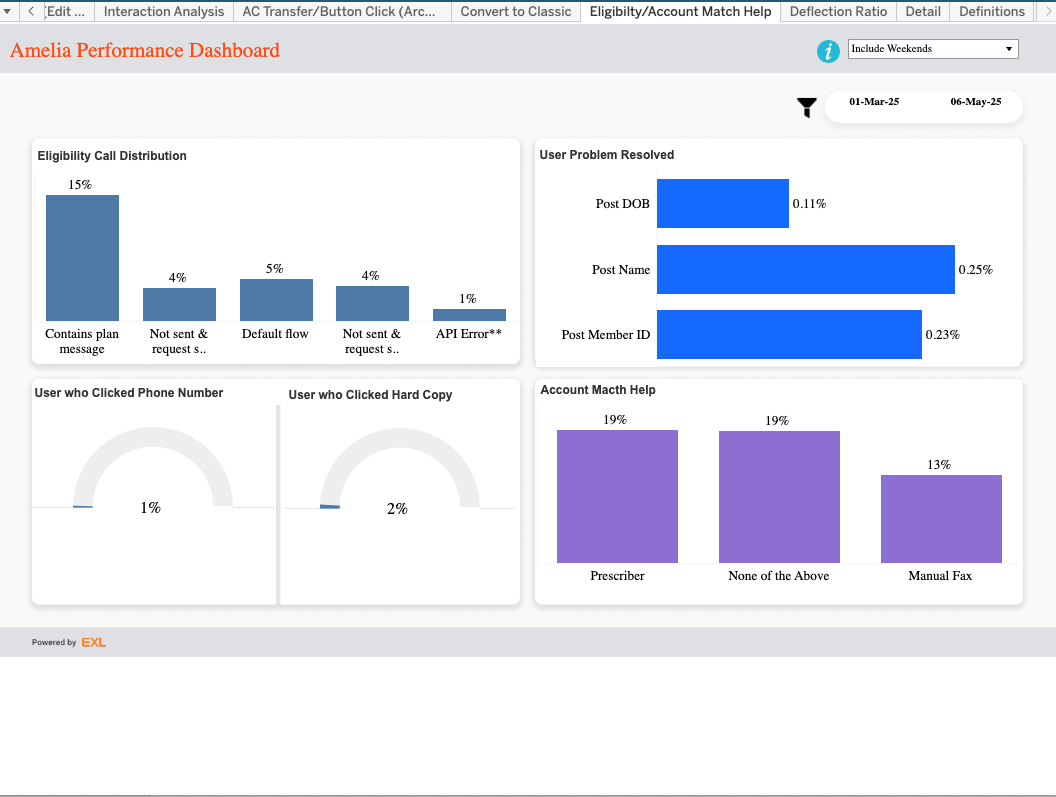 (Edit ...
Interaction Analysis
AC Transfer/Button Click (Arc...
Convert to Classic
Eligibilty/Account Match Help
Deflection Ratio
Detail
Definitions
Amelia Performance Dashboard
i
Include Weekends
01-Mar-25
06-May-25
Eligibility Call Distribution
15%
4%
5%
4%
1%
Contains plan
message
Not sent &
request s..
Default flow
Not sent &
request s..
API Error**
User Problem Resolved
Post DOB
0.11%
Post Name
0.25%
Post Member ID
0.23%
User who Clicked Phone Number
1%
User who Clicked Hard Copy
2%
Account Macth Help
19%
19%
13%
Prescriber
None of the Above
Manual Fax
Powered by EXL